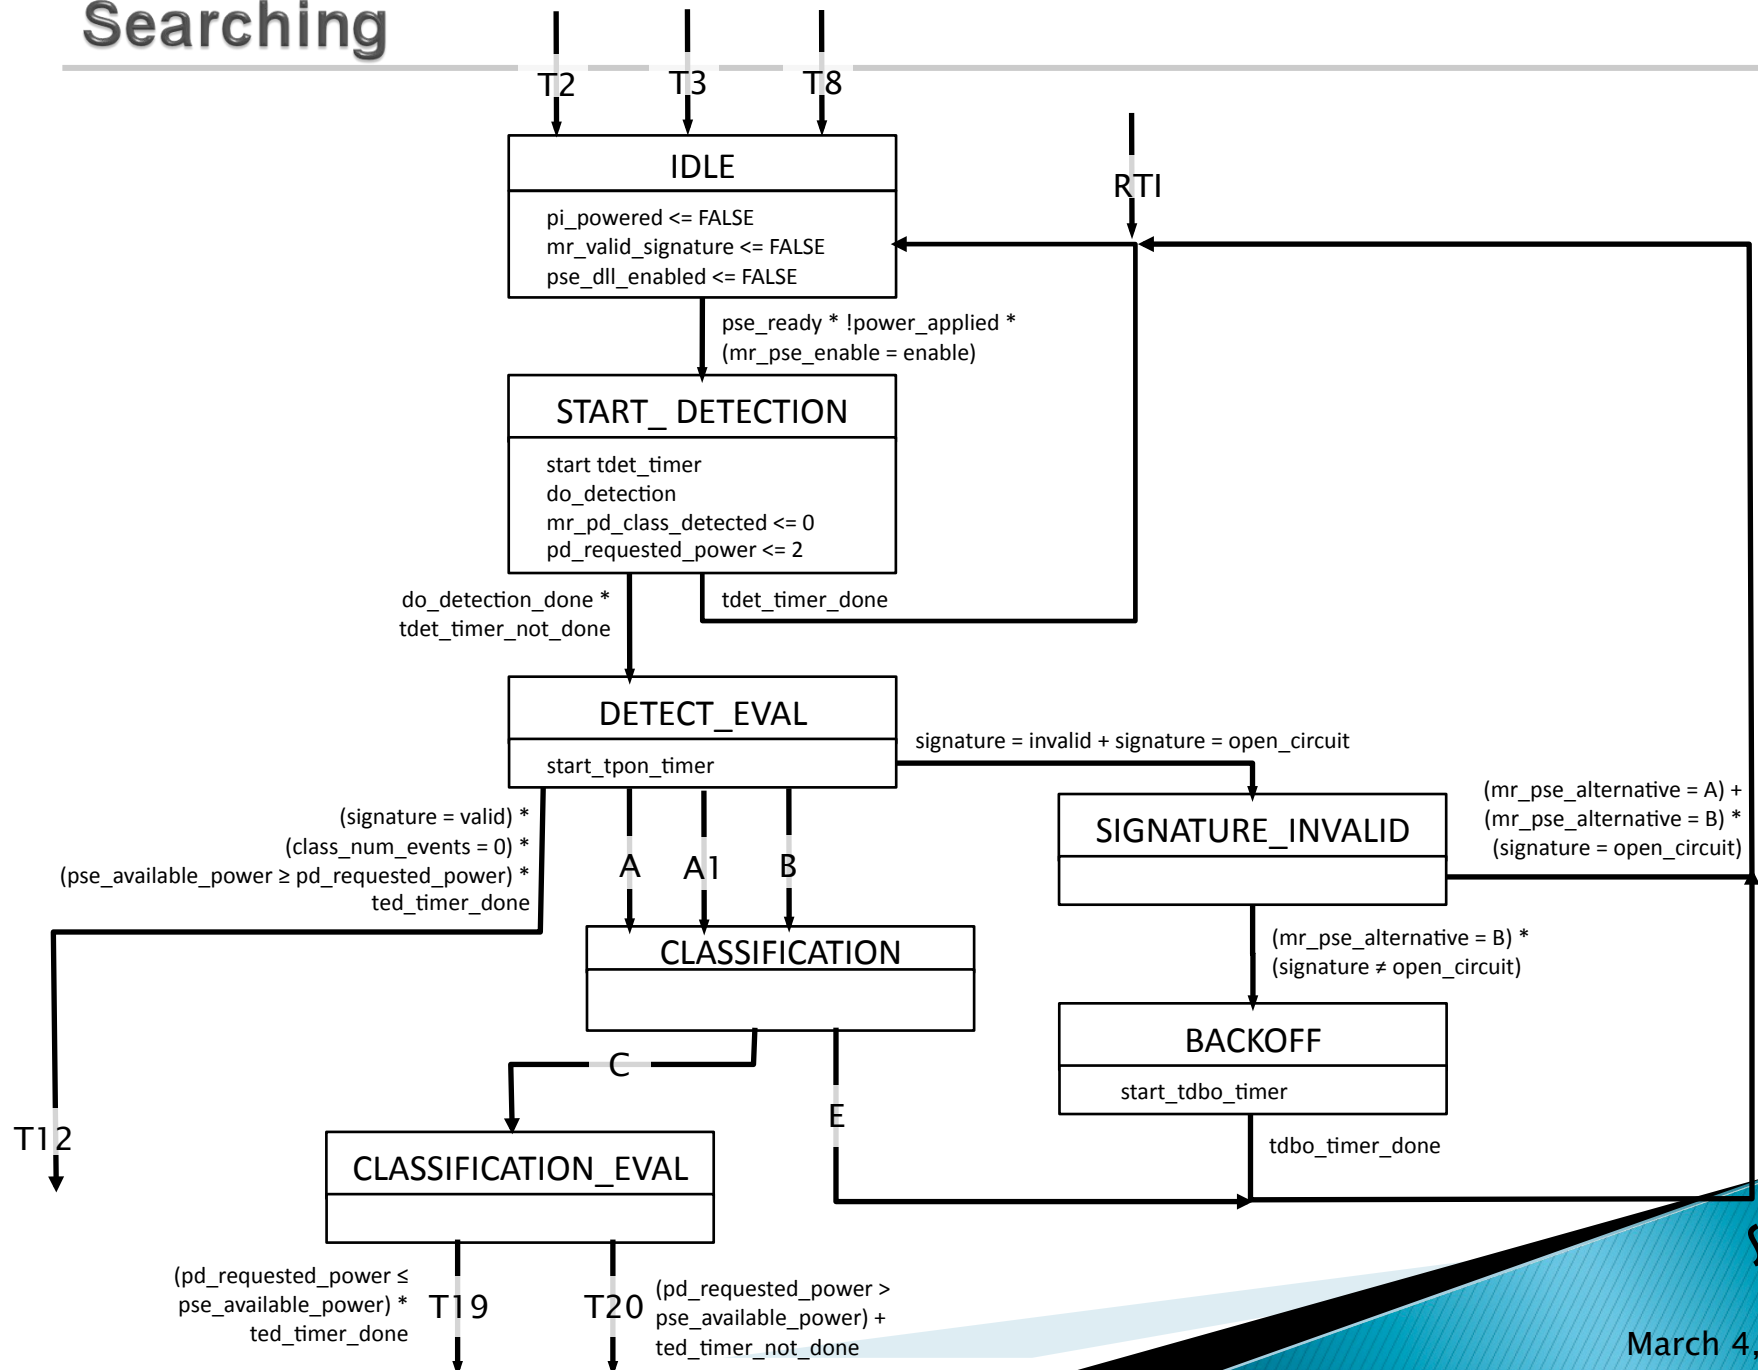 Searching
T2
T3
T8
IDLE
pi_powered <= FALSE
mr_valid_signature <= FALSE
pse_dll_enabled <= FALSE
RTI
pse_ready * !power_applied *
(mr_pse_enable = enable)
START_ DETECTION
start tdet_timer
do_detection
mr_pd_class_detected <= 0
pd_requested_power <= 2
do_detection_done *
tdet_timer_not_done
tdet_timer_done
DETECT_EVAL
start_tpon_timer
signature = invalid + signature = open_circuit
(signature = valid) *
(class_num_events = 0) *
(pse_available_power ≥ pd_requested_power) *
ted_timer_done
A
A1
B
SIGNATURE_INVALID
(mr_pse_alternative = A) +
(mr_pse_alternative = B) *
(signature = open_circuit)
CLASSIFICATION
(mr_pse_alternative = B) *
(signature ≠ open_circuit)
BACKOFF
start_tdbo_timer
tdbo_timer_done
C
E
T12
CLASSIFICATION_EVAL
(pd_requested_power ≤
pse_available_power) *
ted_timer_done
T19
T20
(pd_requested_power >
pse_available_power) +
ted_timer_not_done
March 4,